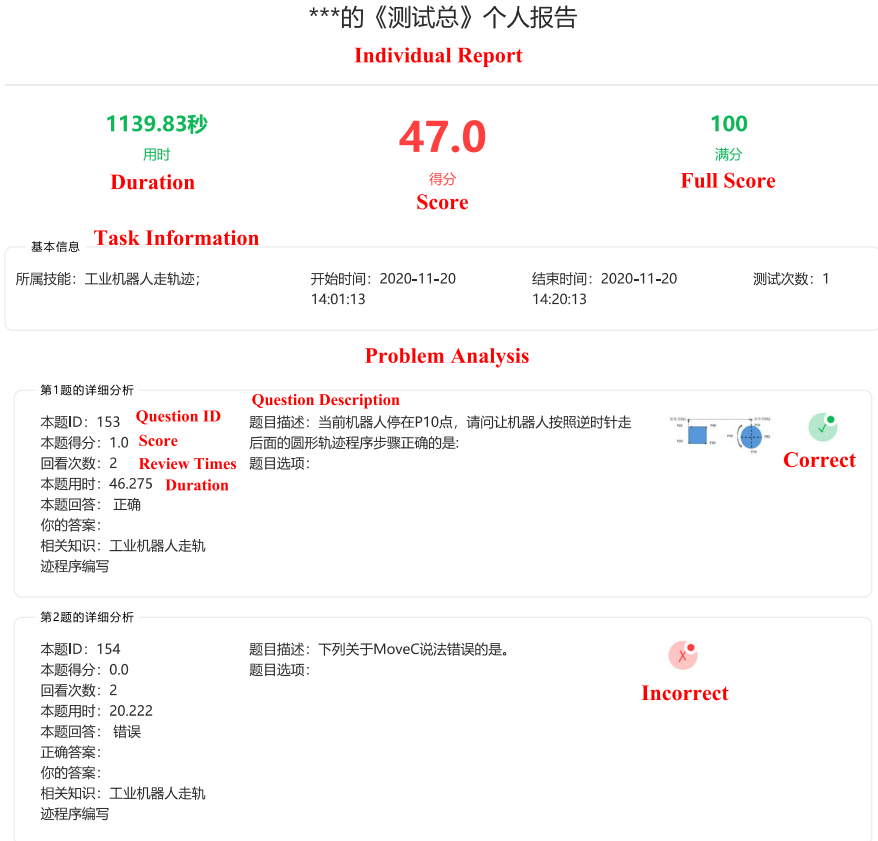 ***的《测试总》个人报告
Individual Report
1139.83秒
用时
Duration
47.0
得分
Score
100
满分
Full Score
基本信息 Task Information
所属技能：工业机器人走轨迹；
开始时间：2020-11-20
14:01:13
结束时间：2020-11-20
14:20:13
测试次数：1
Problem Analysis
第1题的详细分析
本题ID：153 Question ID
本题得分：1.0 Score
回看次数：2 Review Times
本题用时：46.275 Duration
本题回答： 正确
你的答案：
相关知识：工业机器人走轨
迹程序编写
Question Description
题目描述：当前机器人停在P10点，请问让机器人按照逆时针走
后面的圆形轨迹程序步骤正确的是：
题目选项：
Correct
第2题的详细分析
本题ID：154
本题得分：0.0
回看次数：2
本题用时：20.222
本题回答： 错误
正确答案：
你的答案：
相关知识：工业机器人走轨
迹程序编写
题目描述：下列关于MoveC说法错误的是。
题目选项：
Incorrect